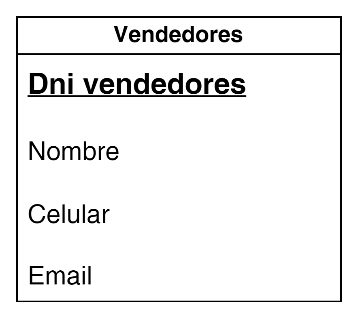 Vendedores
Dni vendedores
Nombre
Celular
Email